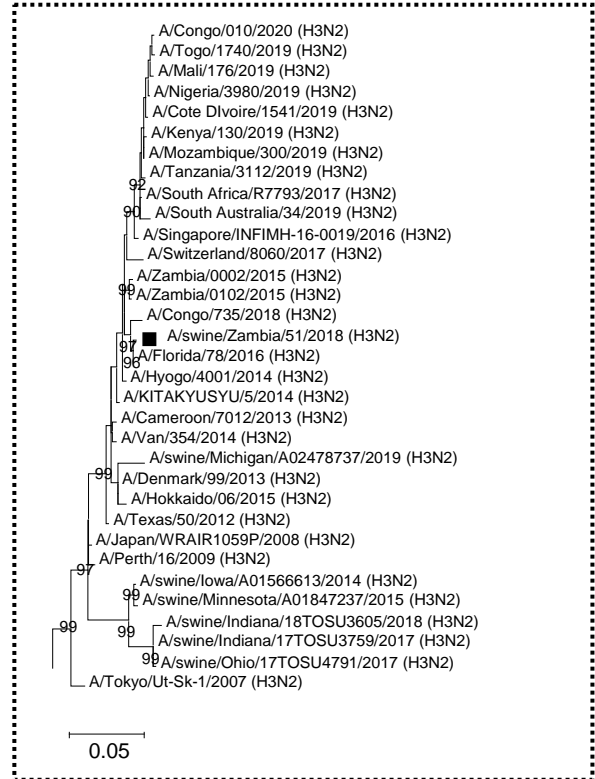 A/Congo/010/2020 (H3N2)
A/Togo/1740/2019 (H3N2)
A/Mali/176/2019 (H3N2)
A/Nigeria/3980/2019 (H3N2)
A/Cote DIvoire/1541/2019 (H3N2)
A/Kenya/130/2019 (H3N2)
A/Mozambique/300/2019 (H3N2)
A/Tanzania/3112/2019 (H3N2)
92
A/South Africa/R7793/2017 (H3N2)
90
A/South Australia/34/2019 (H3N2)
A/Singapore/INFIMH-16-0019/2016 (H3N2)
A/Switzerland/8060/2017 (H3N2)
A/Zambia/0002/2015 (H3N2)
99
A/Zambia/0102/2015 (H3N2)
A/Congo/735/2018 (H3N2)
A/swine/Zambia/51/2018 (H3N2)
97
A/Florida/78/2016 (H3N2)
96
A/Hyogo/4001/2014 (H3N2)
A/KITAKYUSYU/5/2014 (H3N2)
A/Cameroon/7012/2013 (H3N2)
A/Van/354/2014 (H3N2)
A/swine/Michigan/A02478737/2019 (H3N2)
99
A/Denmark/99/2013 (H3N2)
A/Hokkaido/06/2015 (H3N2)
A/Texas/50/2012 (H3N2)
A/Japan/WRAIR1059P/2008 (H3N2)
A/Perth/16/2009 (H3N2)
97
A/swine/Iowa/A01566613/2014 (H3N2)
99
A/swine/Minnesota/A01847237/2015 (H3N2)
A/swine/Indiana/18TOSU3605/2018 (H3N2)
99
99
A/swine/Indiana/17TOSU3759/2017 (H3N2)
99
A/swine/Ohio/17TOSU4791/2017 (H3N2)
A/Tokyo/Ut-Sk-1/2007 (H3N2)
0.05